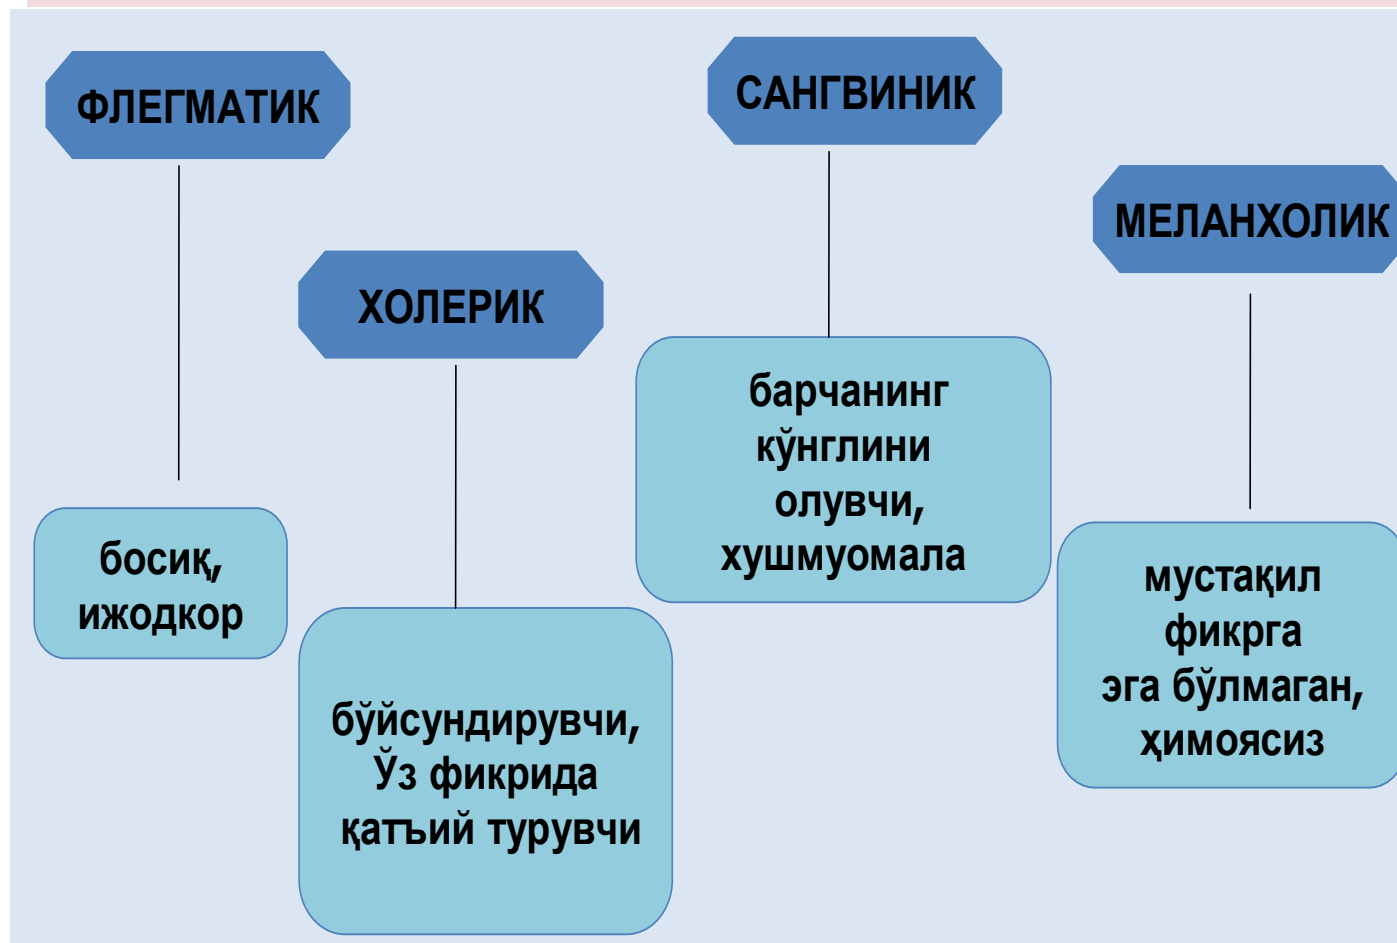 ФЛЕГМАТИК
босиқ,
ижодкор
ХОЛЕРИК
бўйсундирувчи,
Ўз фикрида
қатъий турувчи
САНГВИНИК
барчанинг
кўнглини
олувчи,
хушмуомала
МЕЛАНХОЛИК
мустақил
фикрга
эга бўлмаган,
ҳимоясиз